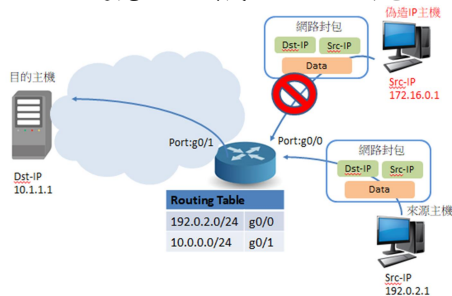 偽造IP主機
網路封包
Dst-IP Src-IP
Data
Src-IP
172.16.0.1
目的主機
Dst-IP
10.1.1.1
Port:g0/1
Port:g0/0
網路封包
Dst-IP Src-IP
Data
來源主機
Src-IP
192.0.2.1
Routing Table
192.0.2.0/24 g0/0
10.0.0.0/24 g0/1